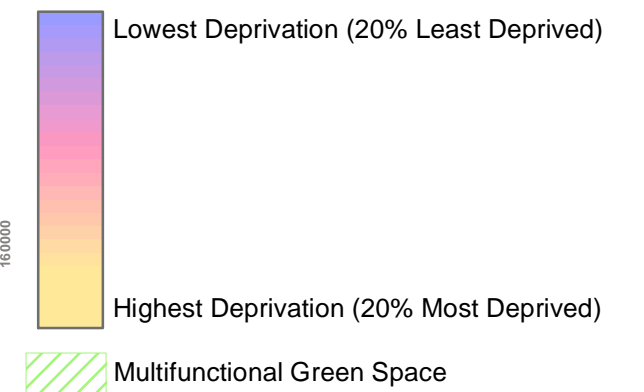 Lowest Deprivation (20% Least Deprived)
160000
Highest Deprivation (20% Most Deprived)
Multifunctional Green Space